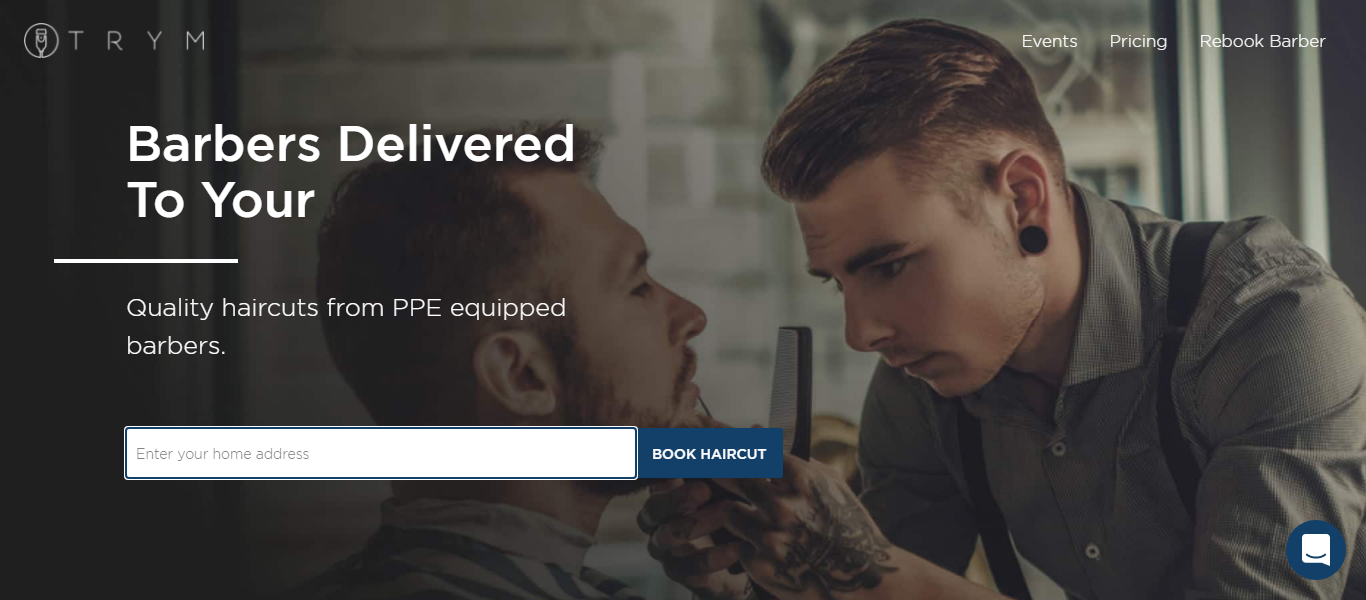 TRYM
Events Pricing Rebook Barber
Barbers Delivered
To Your
Quality haircuts from PPE equipped
barbers.
Enter your home address
BOOK HAIRCUT